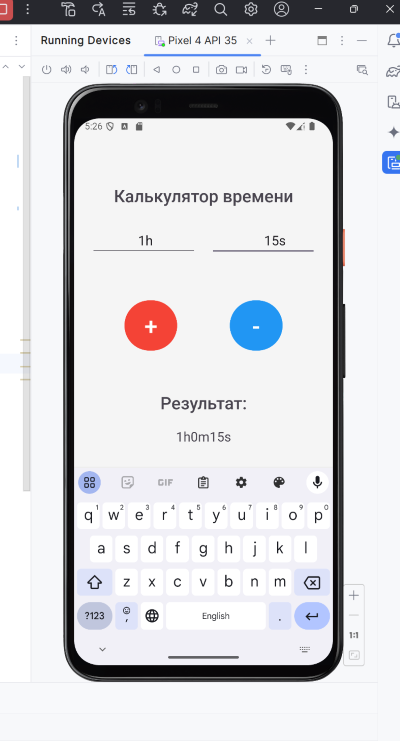 Running Devices
Pixel 4 API 35
5:26
Калькулятор времени
1h
15s
+
-
Результат:
1h0m15s
GIF
q1 w2 e3 r4 t5 y6 u7 i8 o9 p0
a s d f g h j k l
z x c v b n m
?123 , English .
1:1